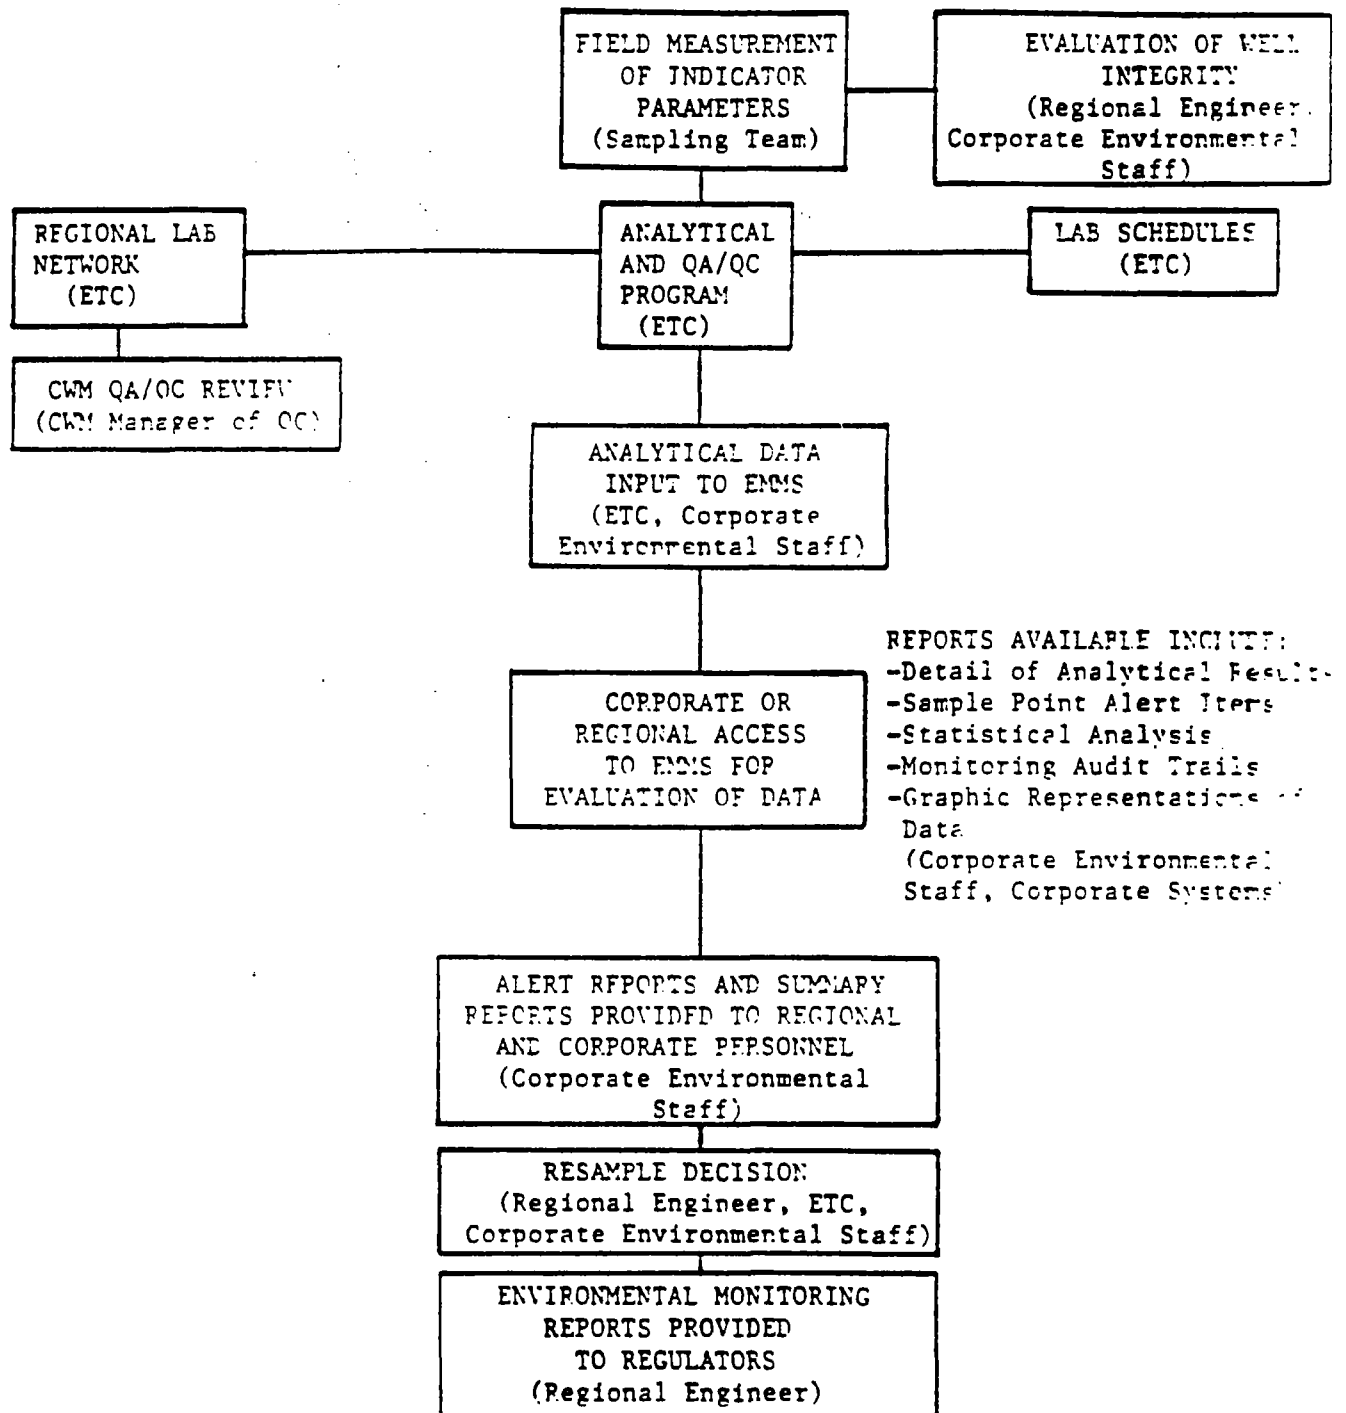 FIELD MEASUREMENT
OF INDICATOR
PARAMETERS
(Sampling Team)
EVALUATION OF WELL
INTEGRITY
(Regional Engineer,
Corporate Environmental
Staff)
REGIONAL LAB
NETWORK
(ETC)
ANALYTICAL
AND QA/QC
PROGRAM
(ETC)
LAB SCHEDULES
(ETC)
CWM QA/QC REVIEW
(CWM Manager of QC)
ANALYTICAL DATA
INPUT TO EMMS
(ETC, Corporate
Environmental Staff)
CORPORATE OR
REGIONAL ACCESS
TO EMMS FOR
EVALUATION OF DATA
REPORTS AVAILABLE INCLUDE:
-Detail of Analytical Results
-Sample Point Alert Items
-Statistical Analysis
-Monitoring Audit Trails
-Graphic Representations of
Data
(Corporate Environmental
Staff, Corporate Systems)
ALERT REPORTS AND SUMMARY
REPORTS PROVIDED TO REGIONAL
AND CORPORATE PERSONNEL
(Corporate Environmental
Staff)
RESAMPLE DECISION
(Regional Engineer, ETC,
Corporate Environmental Staff)
ENVIRONMENTAL MONITORING
REPORTS PROVIDED
TO REGULATORS
(Regional Engineer)